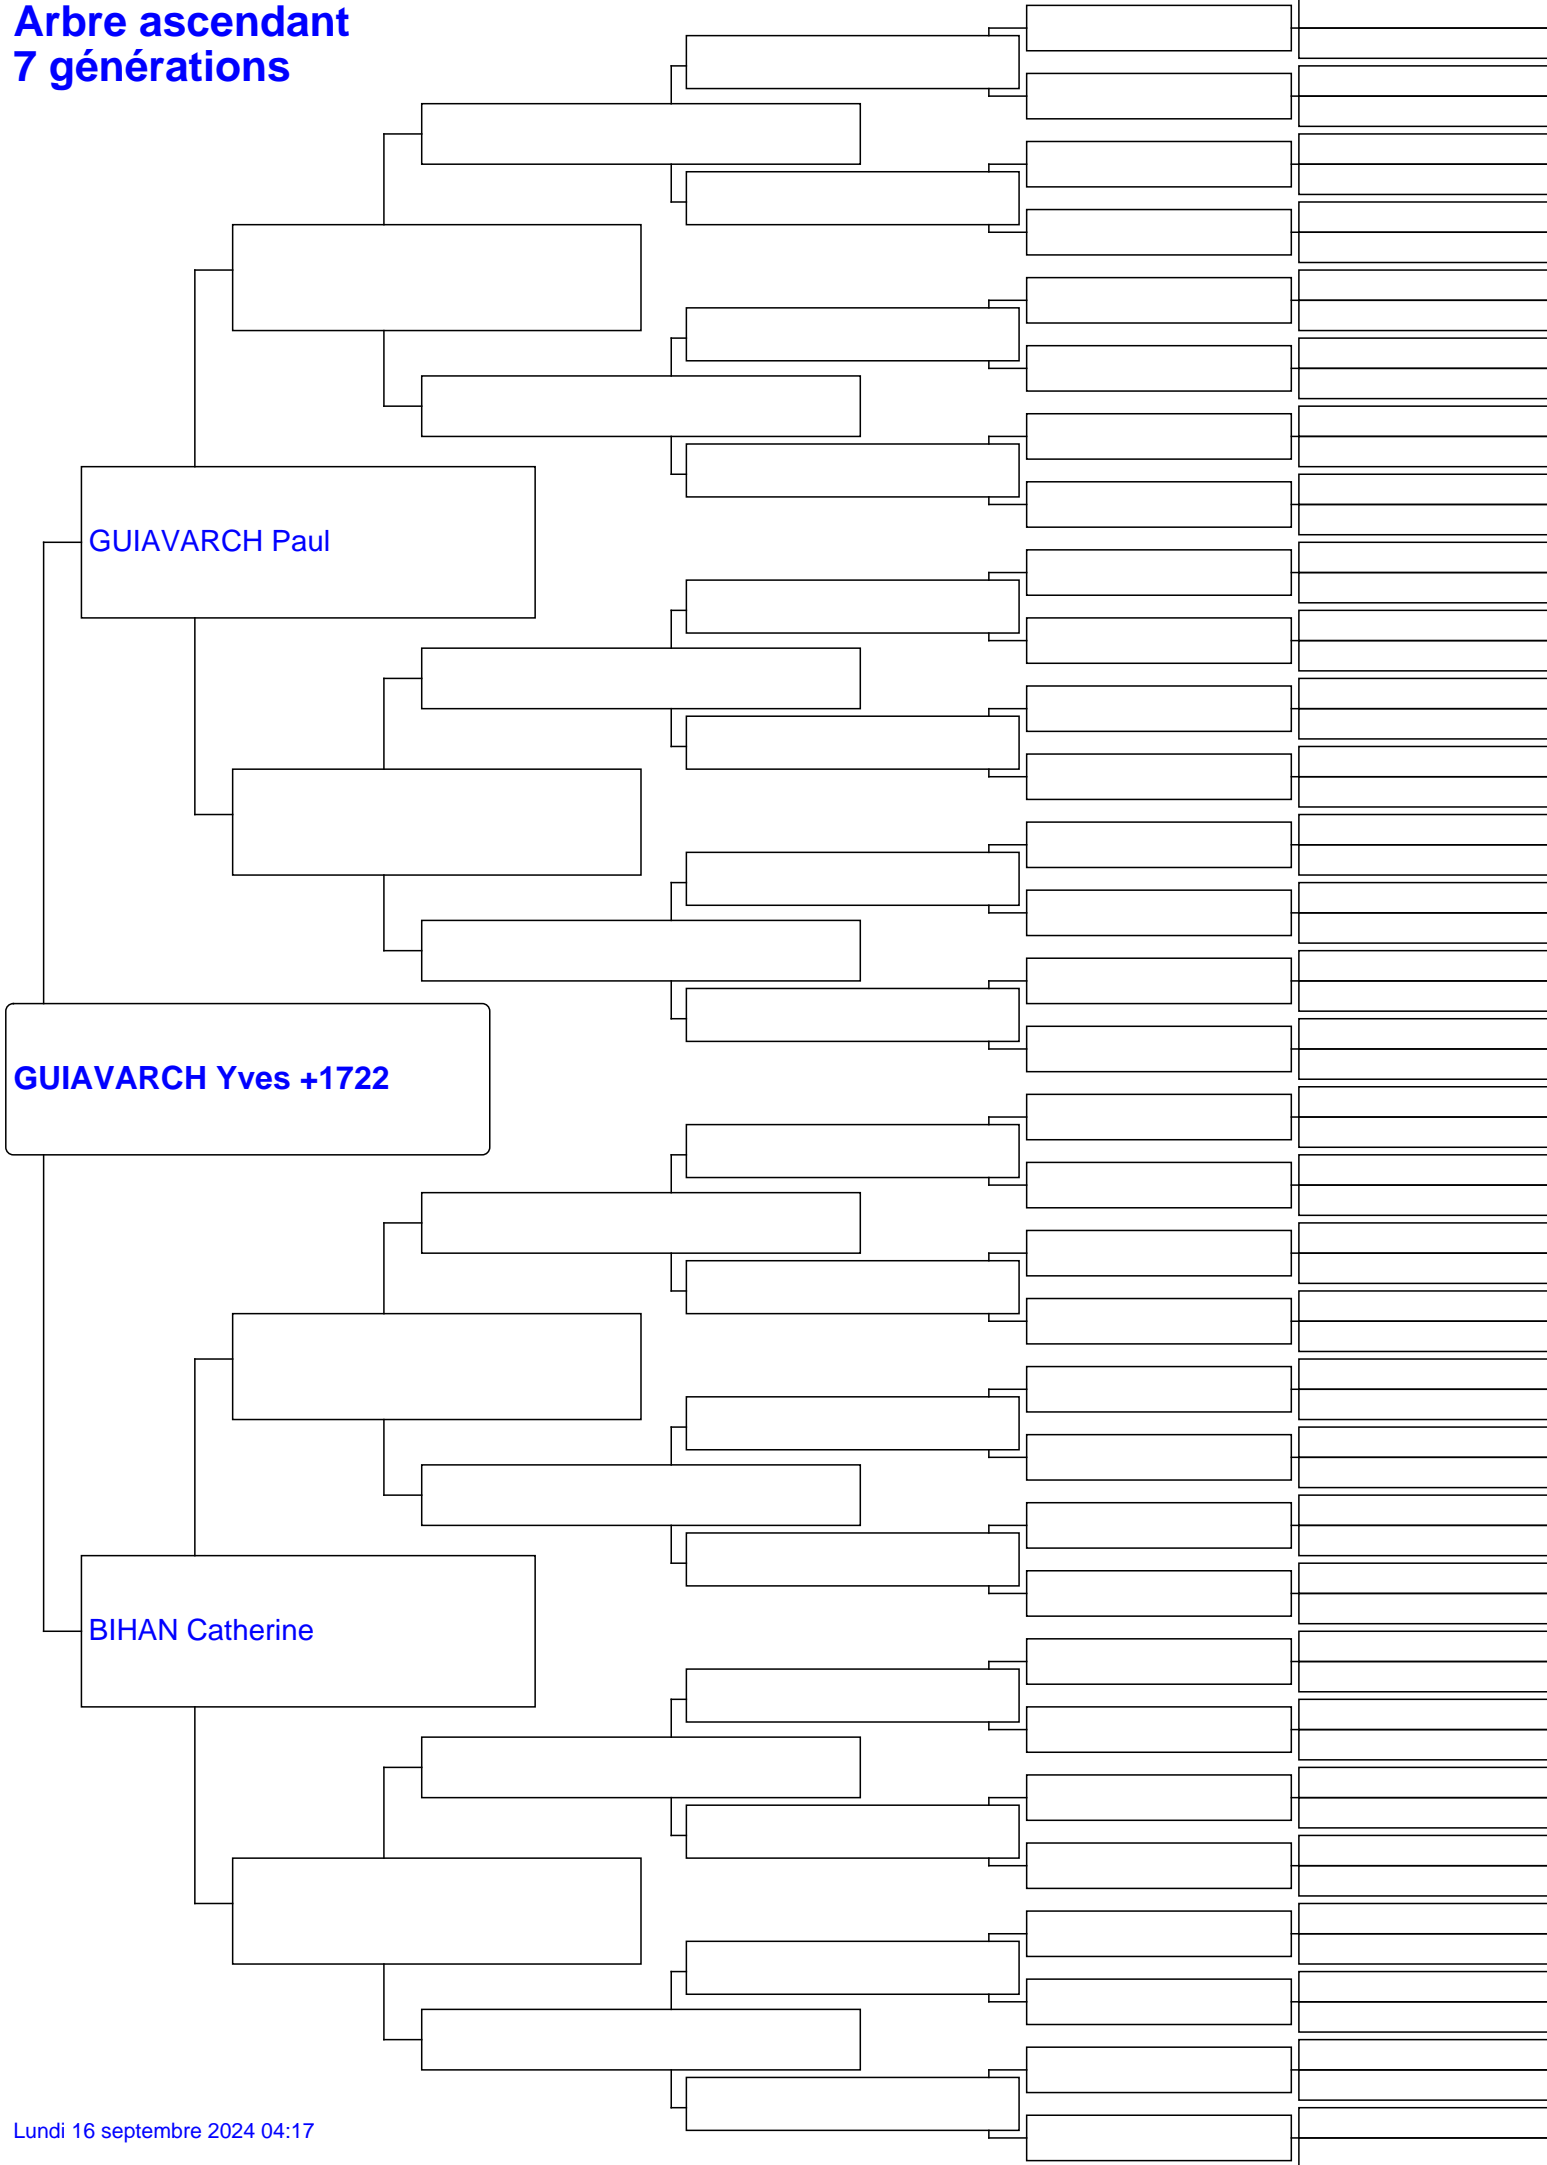 Arbre ascendant
7 générations
GUIAVARCH Paul
GUIAVARCH Yves +1722
BIHAN Catherine
Lundi 16 septembre 2024 04:17